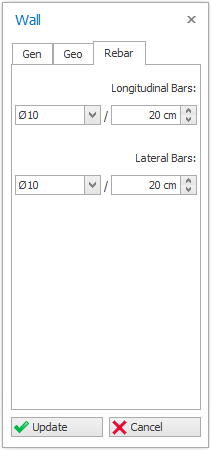 Wall
Gen Geo Rebar
Longitudinal Bars:
Ø10 / 20 cm
Lateral Bars:
Ø10 / 20 cm
Update Cancel